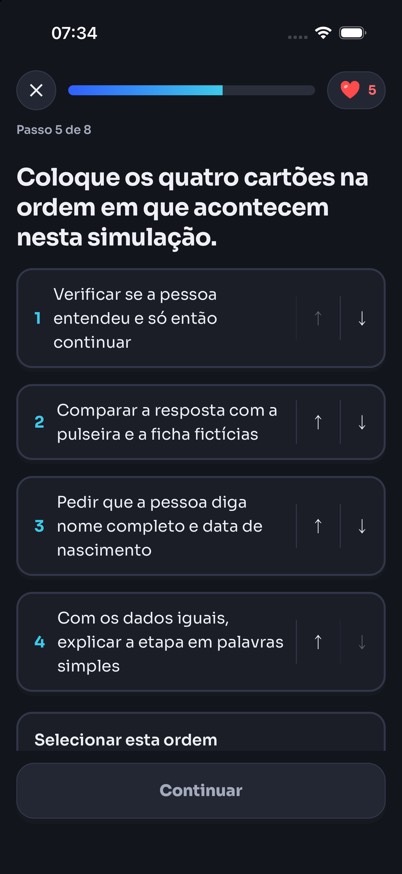 07:34
5
Passo 5 de 8
Coloque os quatro cartões na
ordem em que acontecem
nesta simulação.
1
Verificar se a pessoa
entendeu e só então
continuar
↑
↓
2
Comparar a resposta com a
pulseira e a ficha fictícias
↑
↓
3
Pedir que a pessoa diga
nome completo e data de
nascimento
↑
↓
4
Com os dados iguais,
explicar a etapa em palavras
simples
↑
↓
Selecionar esta ordem
Continuar